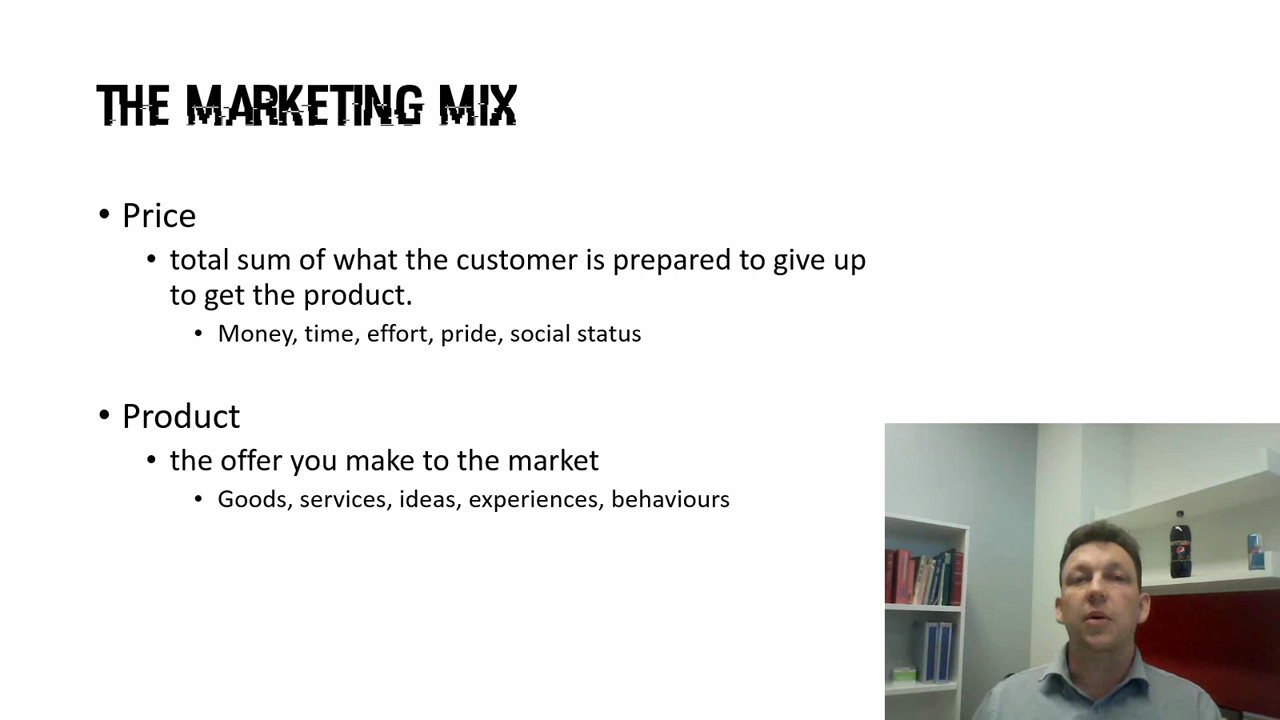 THE MARKETING MIX
• Price
• total sum of what the customer is prepared to give up
to get the product.
• Money, time, effort, pride, social status
• Product
• the offer you make to the market
• Goods, services, ideas, experiences, behaviours